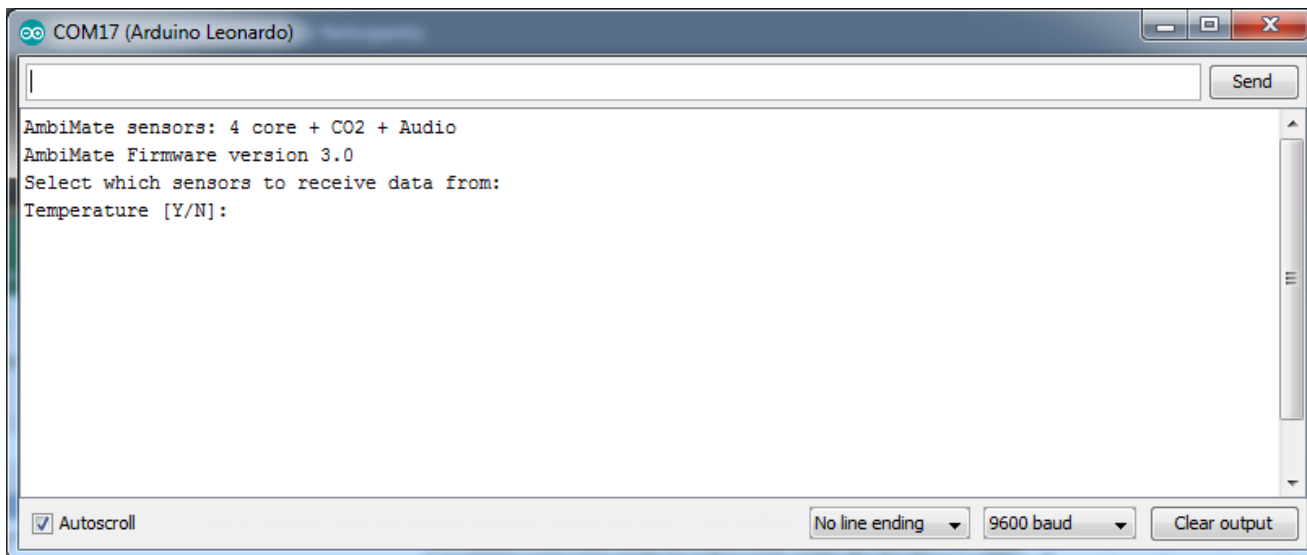 COM17 (Arduino Leonardo)
Send
AmbiMate sensors: 4 core + CO2 + Audio
AmbiMate Firmware version 3.0
Select which sensors to receive data from:
Temperature [Y/N]:
Autoscroll
No line ending
9600 baud
Clear output